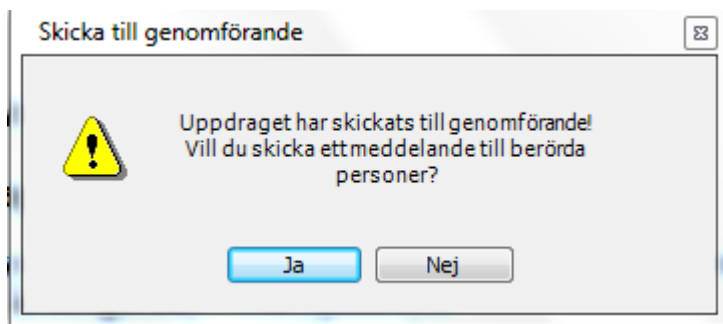 Skicka till genomförande
Uppdraget har skickats till genomförande!
Vill du skicka ett meddelande till berörda
personer?
Ja
Nej